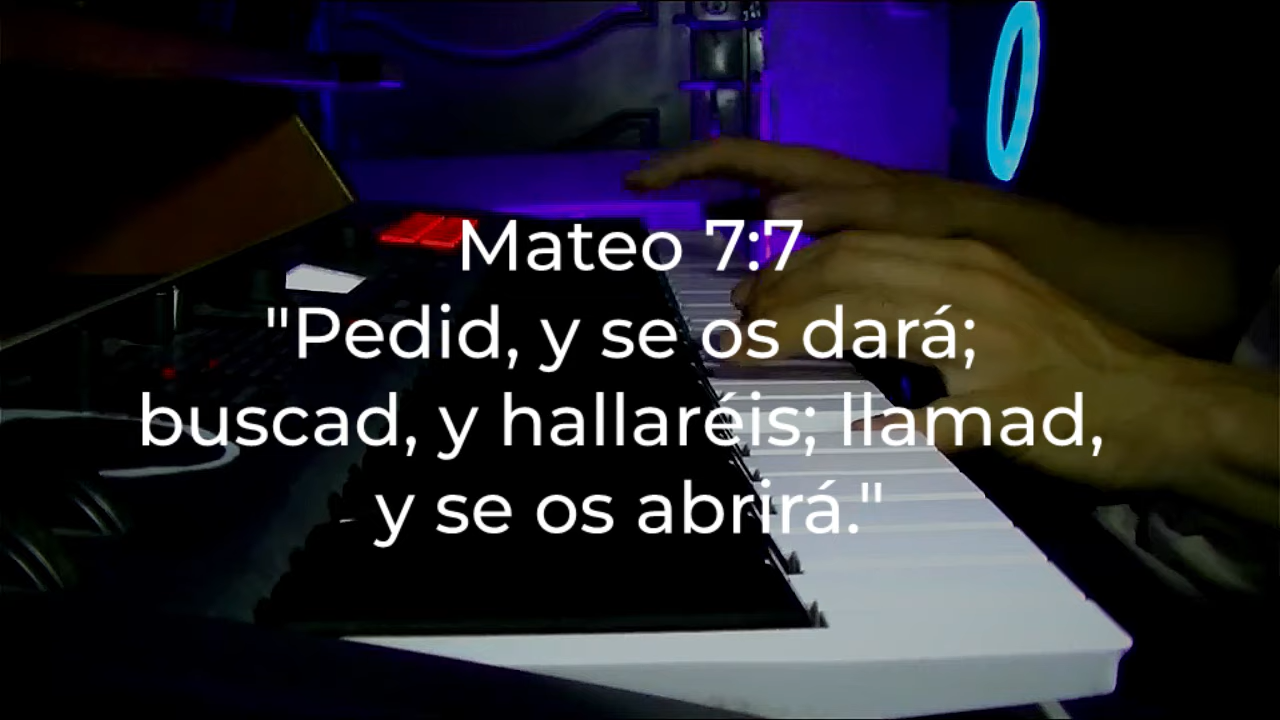 Mateo 7:7
"Pedid, y se os dará;
buscad, y hallaréis; llamad,
y se os abrirá."